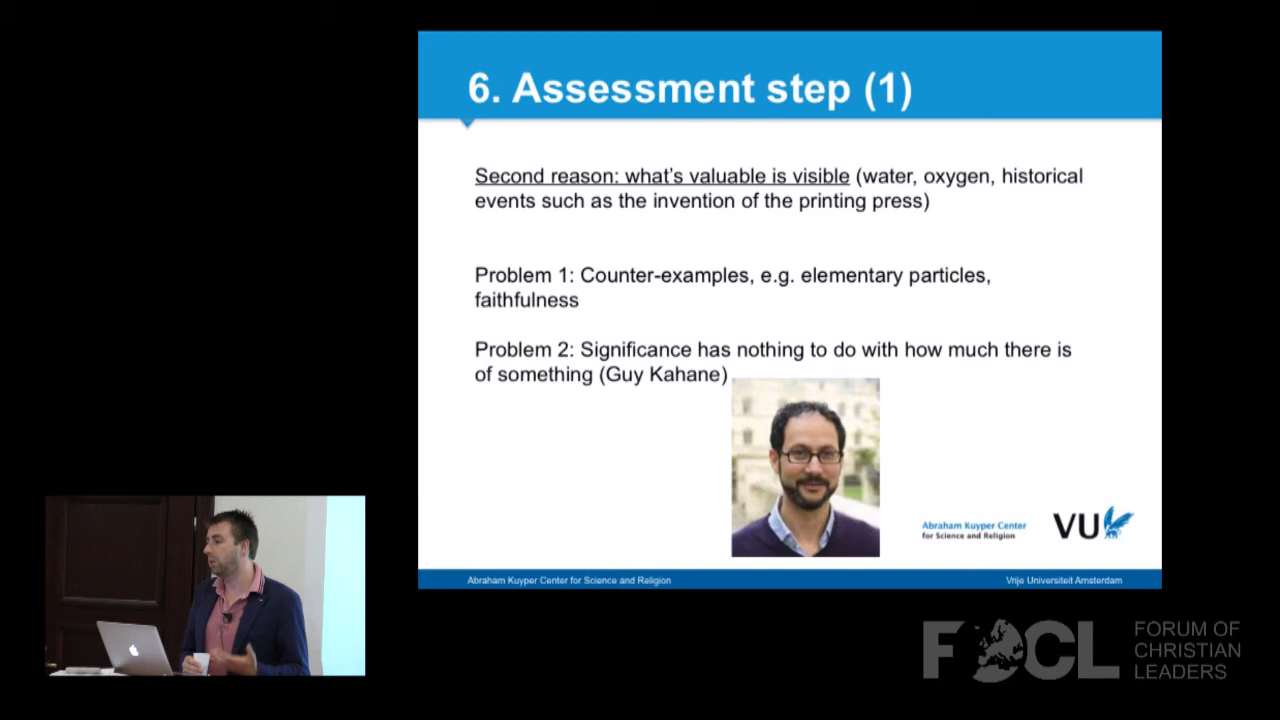 6. Assessment step (1)
Second reason: what's valuable is visible (water, oxygen, historical
events such as the invention of the printing press)
Problem 1: Counter-examples, e.g. elementary particles,
faithfulness
Problem 2: Significance has nothing to do with how much there is
of something (Guy Kahane)
Abraham Kuyper Center
for Science and Religion
VU
Abraham Kuyper Center for Science and Religion
Vrije Universiteit Amsterdam
FOCL
FORUM OF
CHRISTIAN
LEADERS